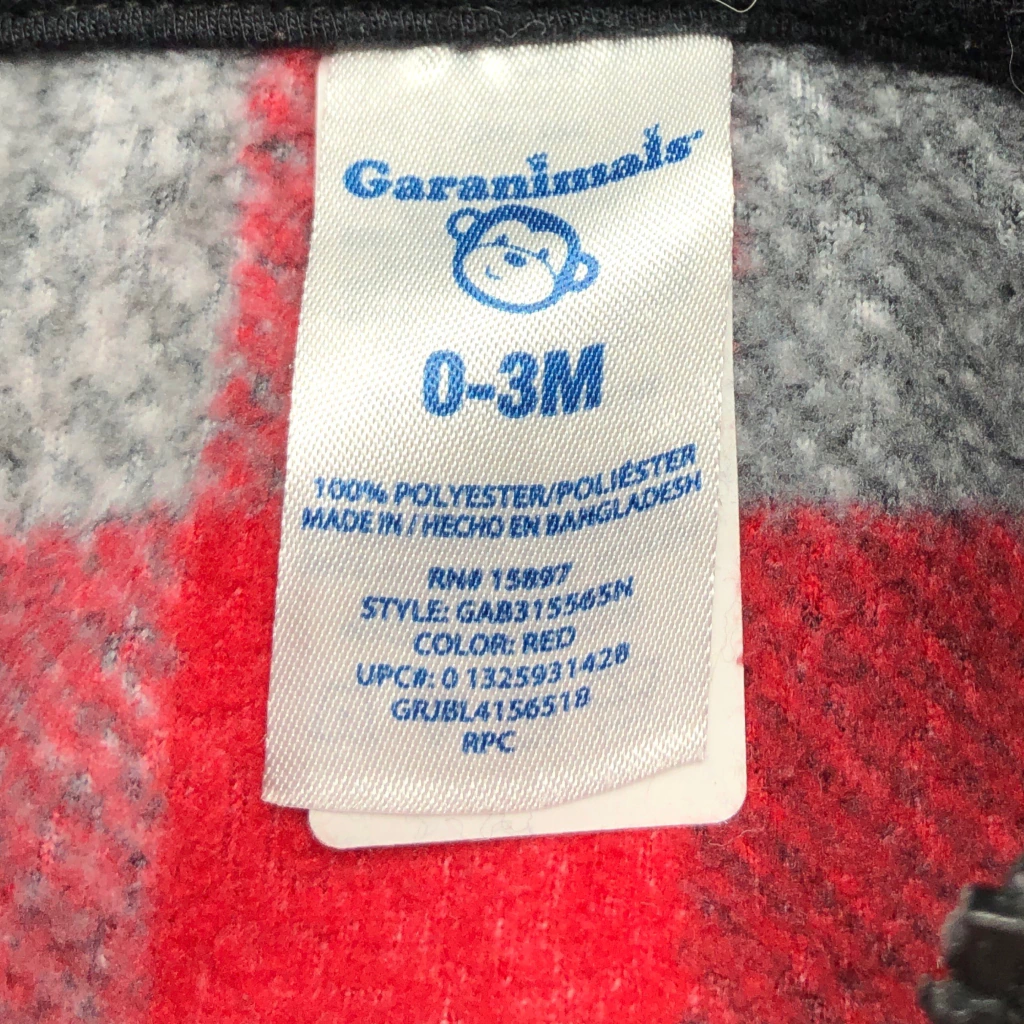 Garanimals
0-3M
100% POLYESTER/POLIÉSTER
MADE IN / HECHO EN BANGLADESH
RN# 15897
STYLE: GAB315565N
COLOR: RED
UPC#: 0 1325931428
GRJBL4156518
RPC